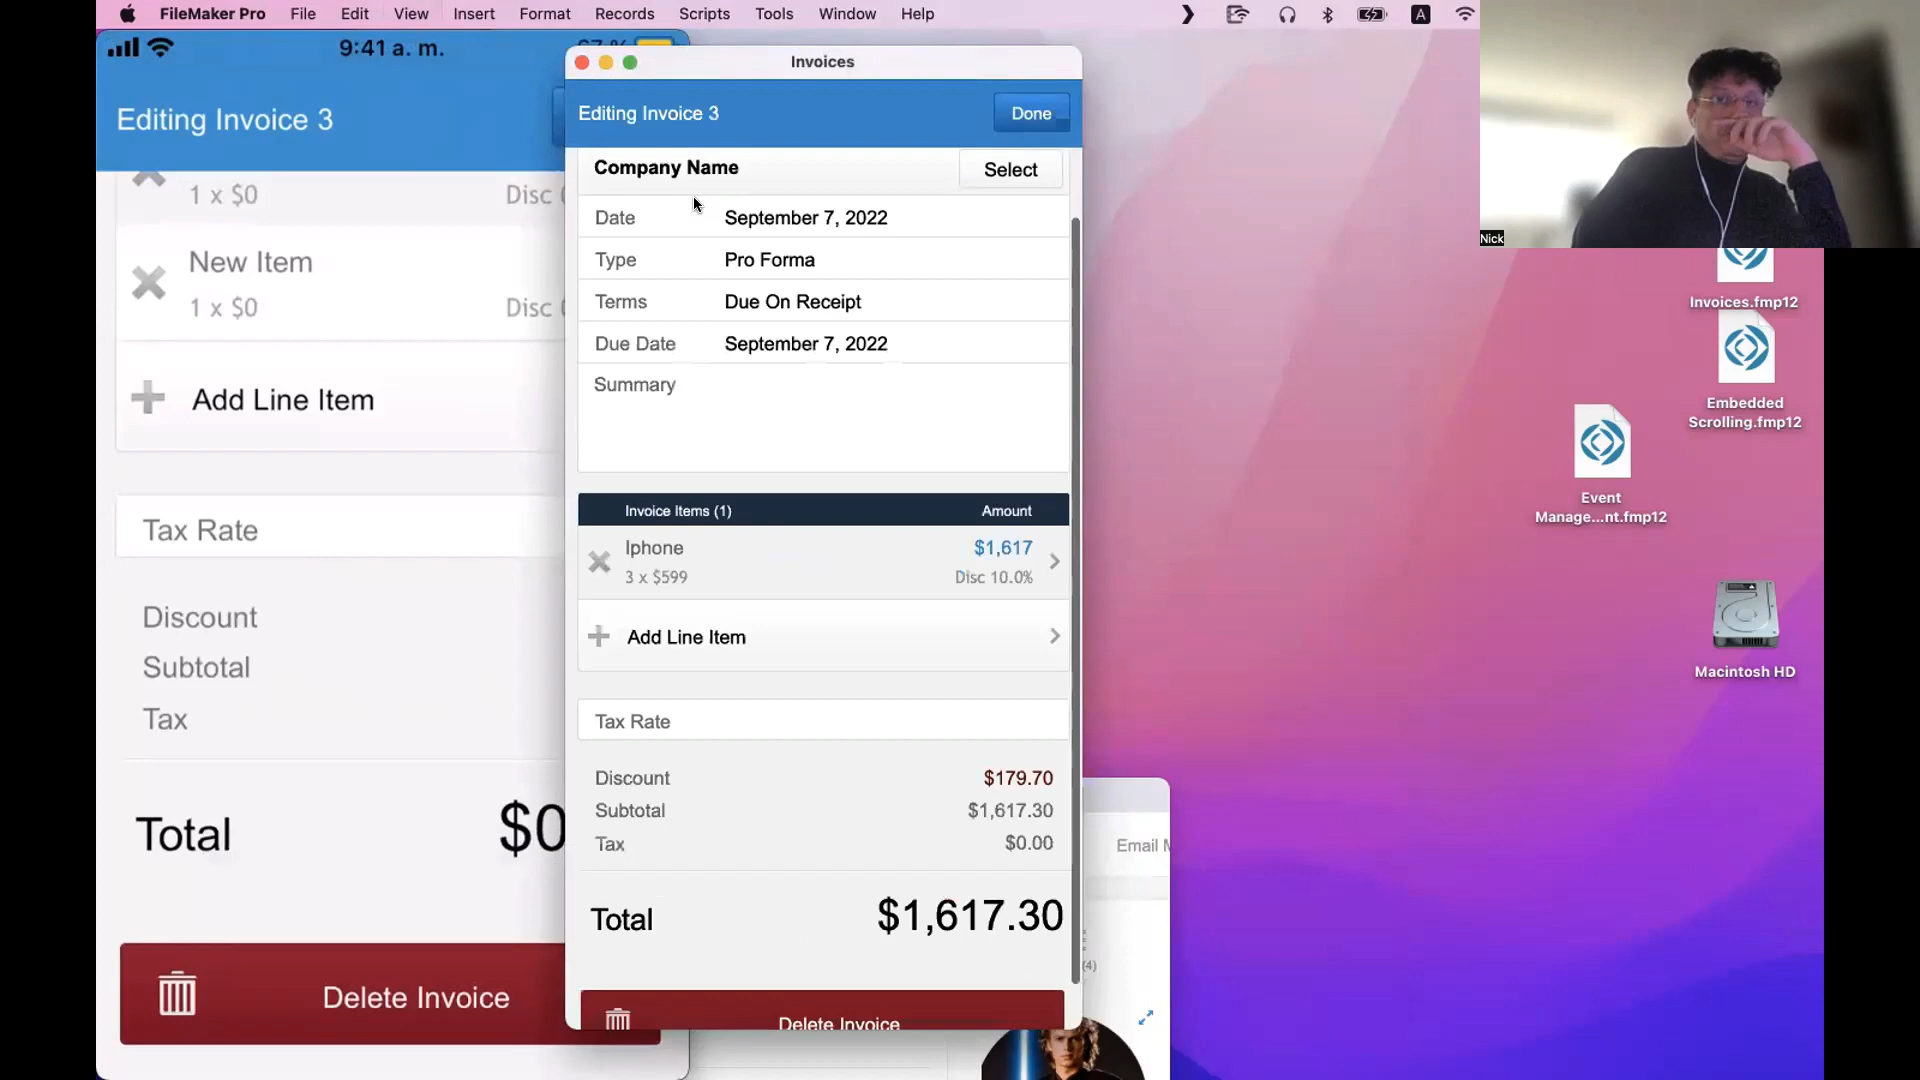 FileMaker Pro File Edit View Insert Format Records Scripts Tools Window Help
A
9:41 a. m.
Editing Invoice 3
1 x $0
Disc
New Item
1 x $0
Disc
Add Line Item
Tax Rate
Discount
Subtotal
Tax
Total
$0
Delete Invoice
Invoices
Editing Invoice 3
Done
Company Name
Select
Date September 7, 2022
Type Pro Forma
Terms Due On Receipt
Due Date September 7, 2022
Summary
Invoice Items (1) Amount
Iphone $1,617
3 x $599 Disc 10.0%
Add Line Item
Tax Rate
Discount $179.70
Subtotal $1,617.30
Tax $0.00
Total $1,617.30
Delete Invoice
Email
(4)
Nick
Invoices.fmp12
Embedded
Scrolling.fmp12
Event
Manage...nt.fmp12
Macintosh HD